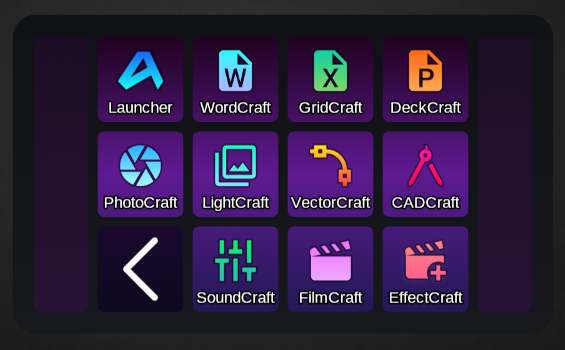 Launcher
W
WordCraft
X
GridCraft
P
DeckCraft
PhotoCraft
LightCraft
VectorCraft
CADCraft
SoundCraft
FilmCraft
EffectCraft